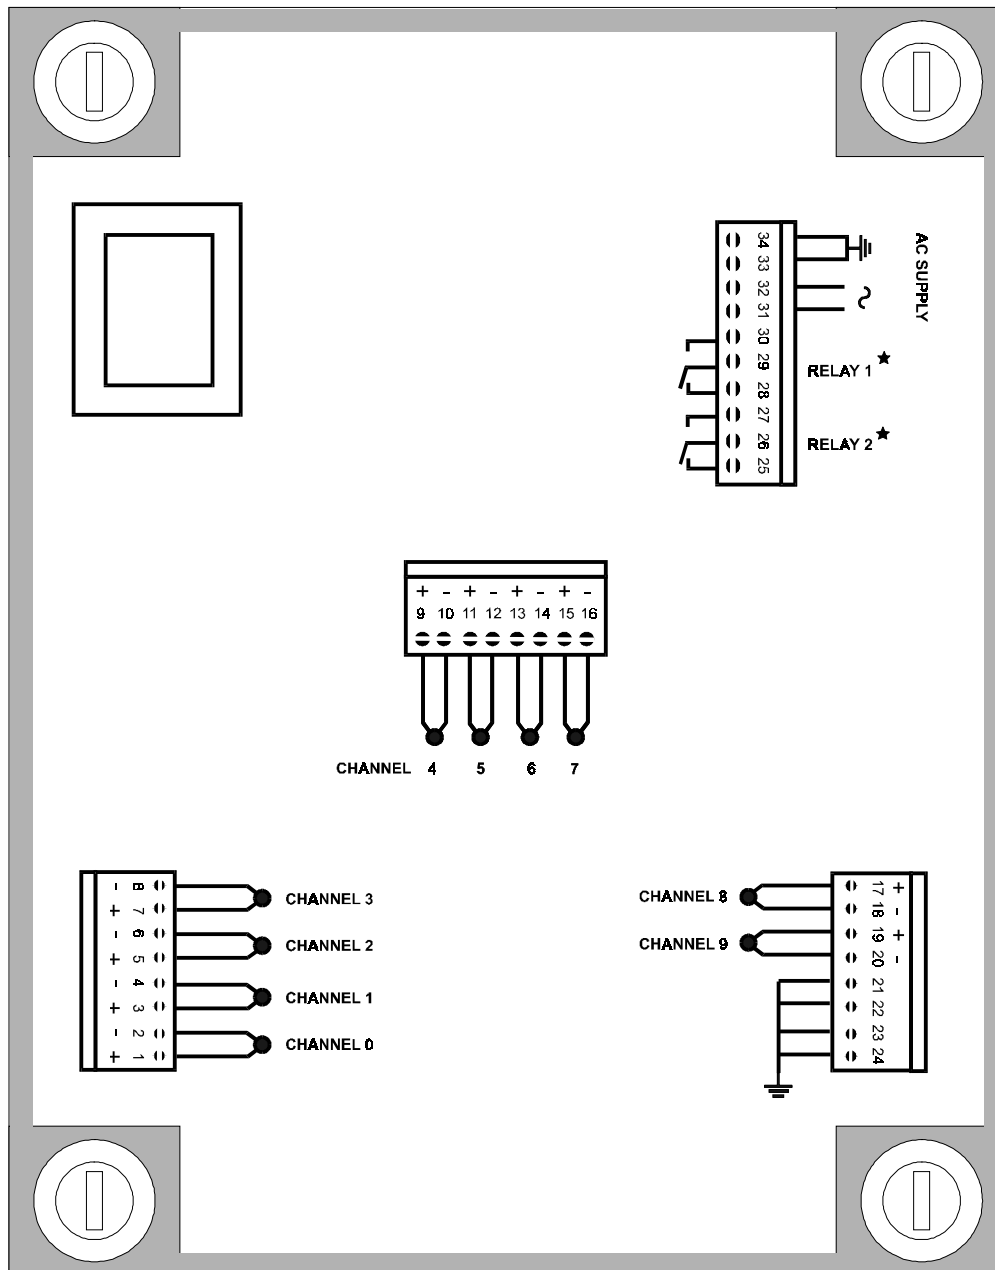 34
33
32
31
30
29
28
27
26
25
AC SUPPLY
RELAY 1 ★
RELAY 2 ★
+ - + - + - + -
9 10 11 12 13 14 15 16
CHANNEL 4 5 6 7
- 8
+ 7
- 6
+ 5
- 4
+ 3
- 2
+ 1
CHANNEL 3
CHANNEL 2
CHANNEL 1
CHANNEL 0
CHANNEL 8
CHANNEL 9
17 +
18 -
19 +
20 -
21
22
23
24